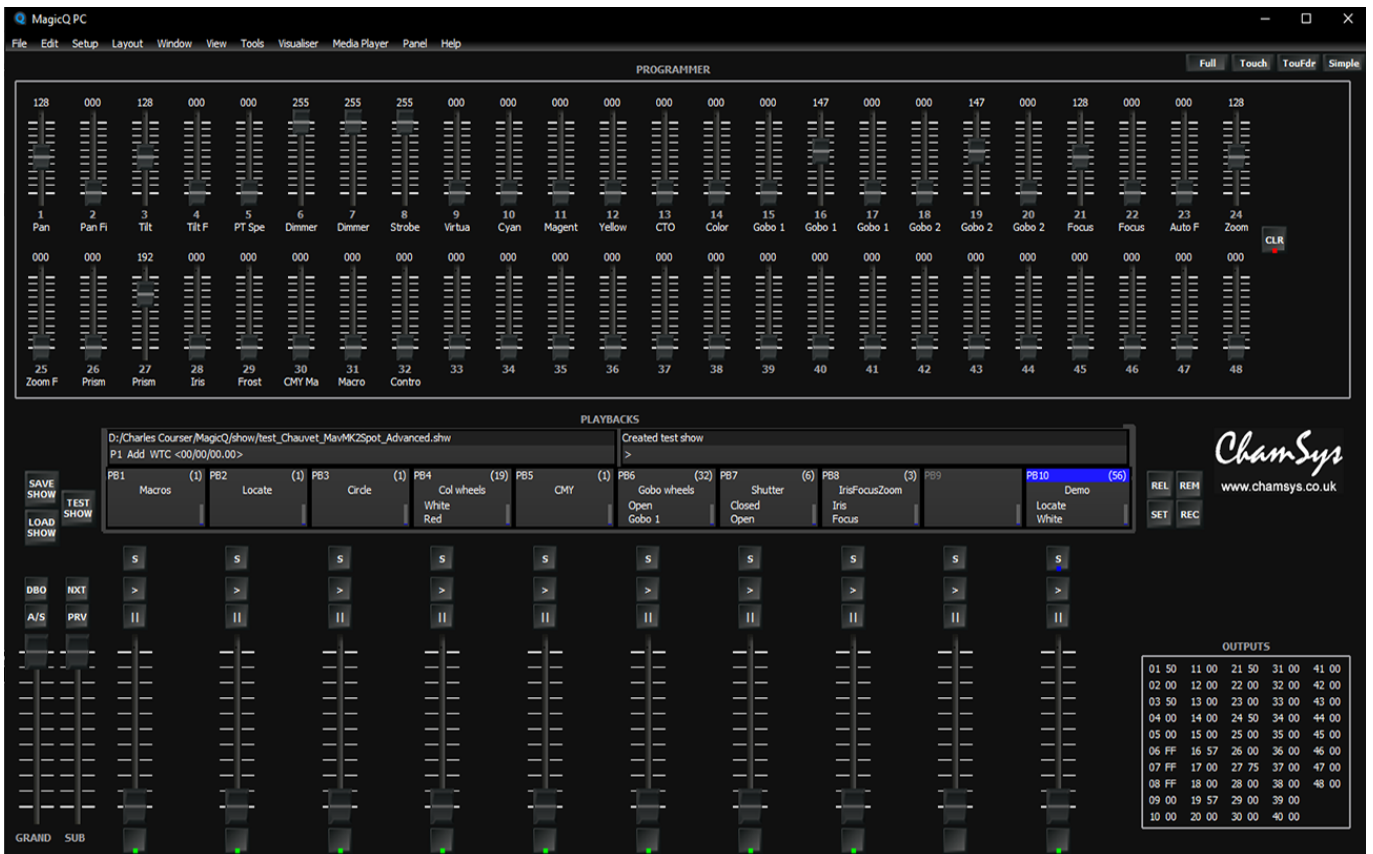 MagicQ PC
File Edit Setup Layout Window View Tools Visualiser Media Player Panel Help
PROGRAMMER
Full Touch TouFdr Simple
128 000 128 000 000 255 255 255 000 000 000 000 000 000 000 147 000 000 147 000 128 000 000 128
1 2 3 4 5 6 7 8 9 10 11 12 13 14 15 16 17 18 19 20 21 22 23 24
Pan Pan Fi Tilt Tilt F PT Spe Dimmer Dimmer Strobe Virtua Cyan Magent Yellow CTO Color Gobo 1 Gobo 1 Gobo 1 Gobo 2 Gobo 2 Gobo 2 Focus Focus Auto F Zoom
CLR
000 000 192 000 000 000 000 000 000 000 000 000 000 000 000 000 000 000 000 000 000 000 000 000
25 26 27 28 29 30 31 32 33 34 35 36 37 38 39 40 41 42 43 44 45 46 47 48
Zoom F Prism Prism Iris Frost CMY Ma Macro Contro
PLAYBACKS
D:/Charles Courser/MagicQ/show/test_Chauvet_MavMK2Spot_Advanced.shw
Created test show
P1 Add WTC <00/00/00.00>
>
SAVE SHOW
TEST SHOW
LOAD SHOW
PB1 (1) PB2 (1) PB3 (1) PB4 (19) PB5 (1) PB6 (32) PB7 (6) PB8 (3) PB9 PB10 (56)
Macros Locate Circle Col wheels CMY Gobo wheels Shutter IrisFocusZoom Demo
White Open Closed Iris Locate
Red Gobo 1 Open Focus White
REL REM
SET REC
ChamSys
www.chamsys.co.uk
S S S S S S S S S S
DBO NXT > > > > > > > > > >
A/S PRV II II II II II II II II II II
GRAND SUB
OUTPUTS
01 50 11 00 21 50 31 00 41 00
02 00 12 00 22 00 32 00 42 00
03 50 13 00 23 00 33 00 43 00
04 00 14 00 24 50 34 00 44 00
05 00 15 00 25 00 35 00 45 00
06 FF 16 57 26 00 36 00 46 00
07 FF 17 00 27 75 37 00 47 00
08 FF 18 00 28 00 38 00 48 00
09 00 19 57 29 00 39 00
10 00 20 00 30 00 40 00